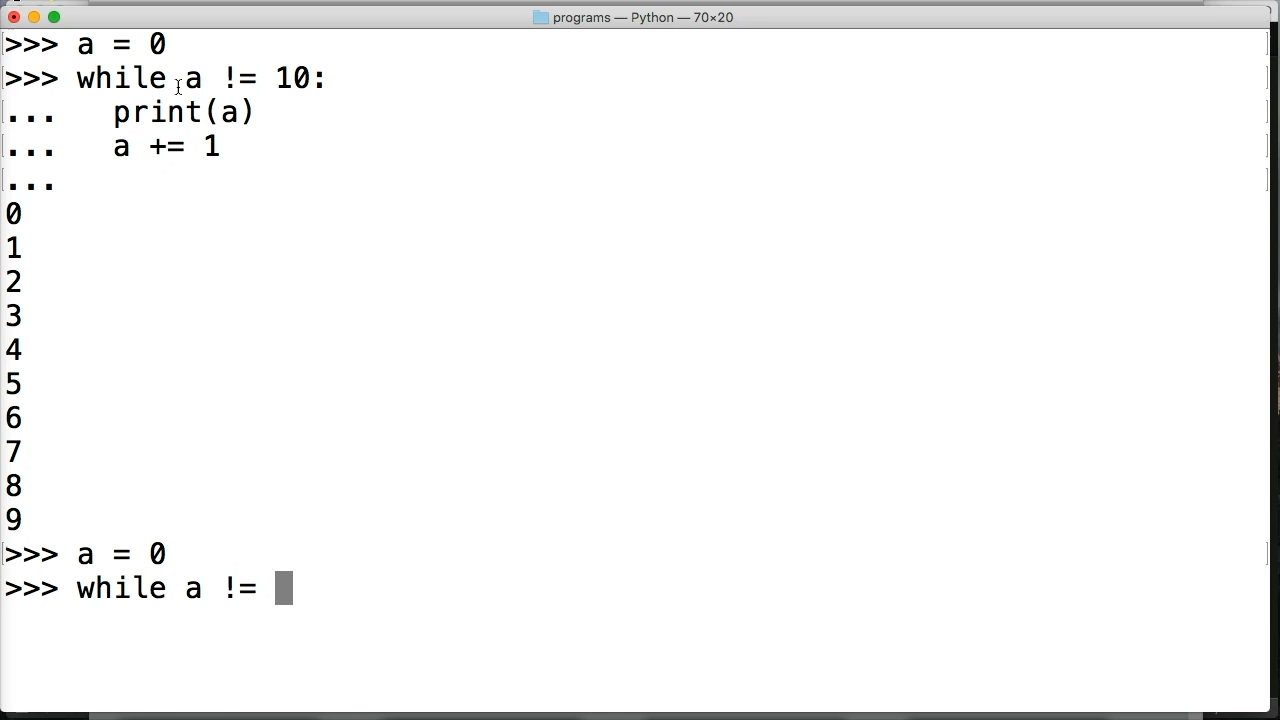 programs — Python — 70×20
>>> a = 0
>>> while a != 10:
...   print(a)
...   a += 1
...
0
1
2
3
4
5
6
7
8
9
>>> a = 0
>>> while a !=